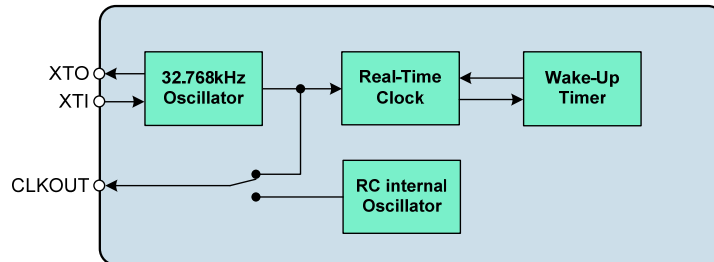 XTO
XTI
32.768kHz
Oscillator
Real-Time
Clock
Wake-Up
Timer
CLKOUT
RC internal
Oscillator